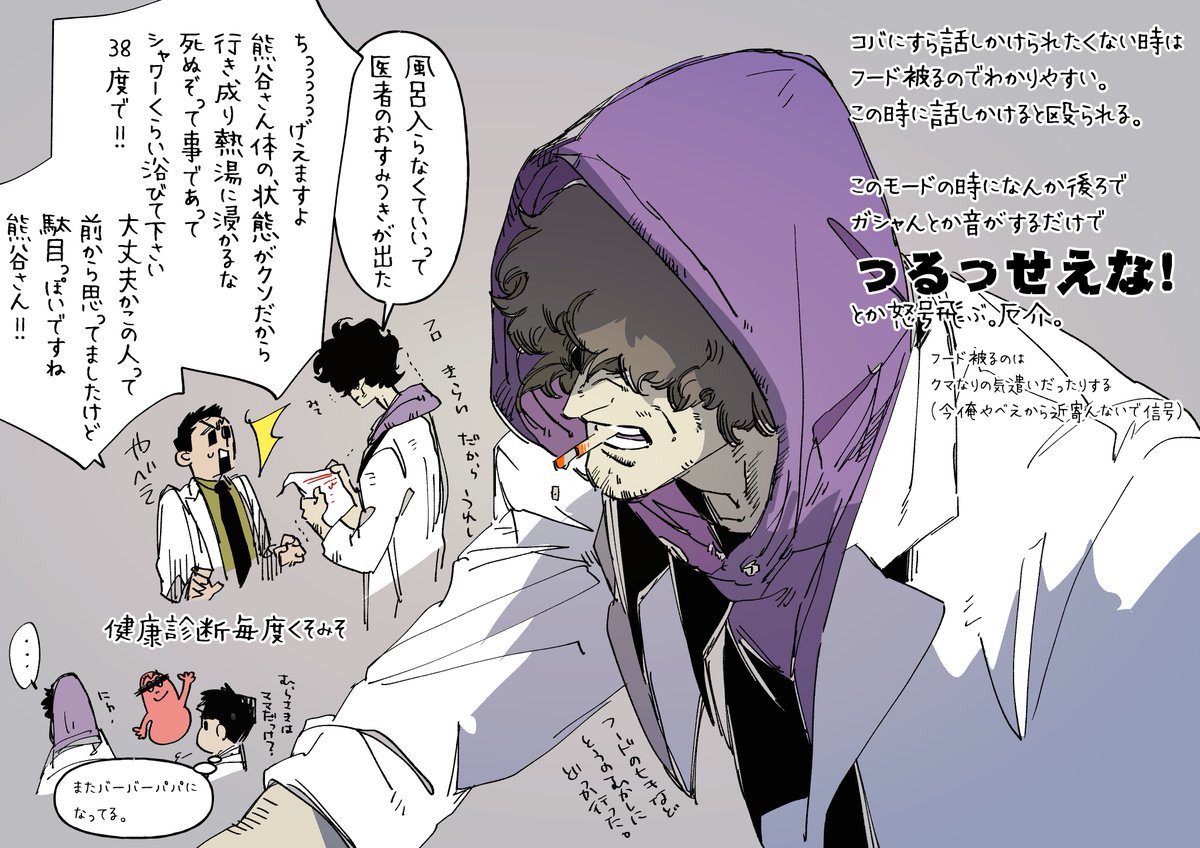 コバにすら話しかけられたくない時は
フード被るのでわかりやすい。
この時に話しかけると殴られる。
このモードの時になんか後ろで
ガシャんとか音がするだけで
っるっせえな!
とか怒号飛ぶ。厄介。
フード被るのは
クマなりの気遣いだったりする
(今俺やべえから近寄んないで信号)
風呂入らなくていいって
医者のおすみつきが出た
ちっっっっげえますよ
熊谷さん体の、状態がクソだから
行き成り熱湯に浸かるな
死ぬぞって事であって
シャワーくらい浴びて下さい
38度で!!
大丈夫かこの人って
前から思ってましたけど
駄目っぽいですね
熊谷さん!!
フロ
きらい
だから
うれし
みそ
やべえ
健康診断毎度くそみそ
・・・
むらさきは
ママだっけ?
またバーバーパパに
なってる。
フードのセキなど
とうのむかしに
どっか行った。